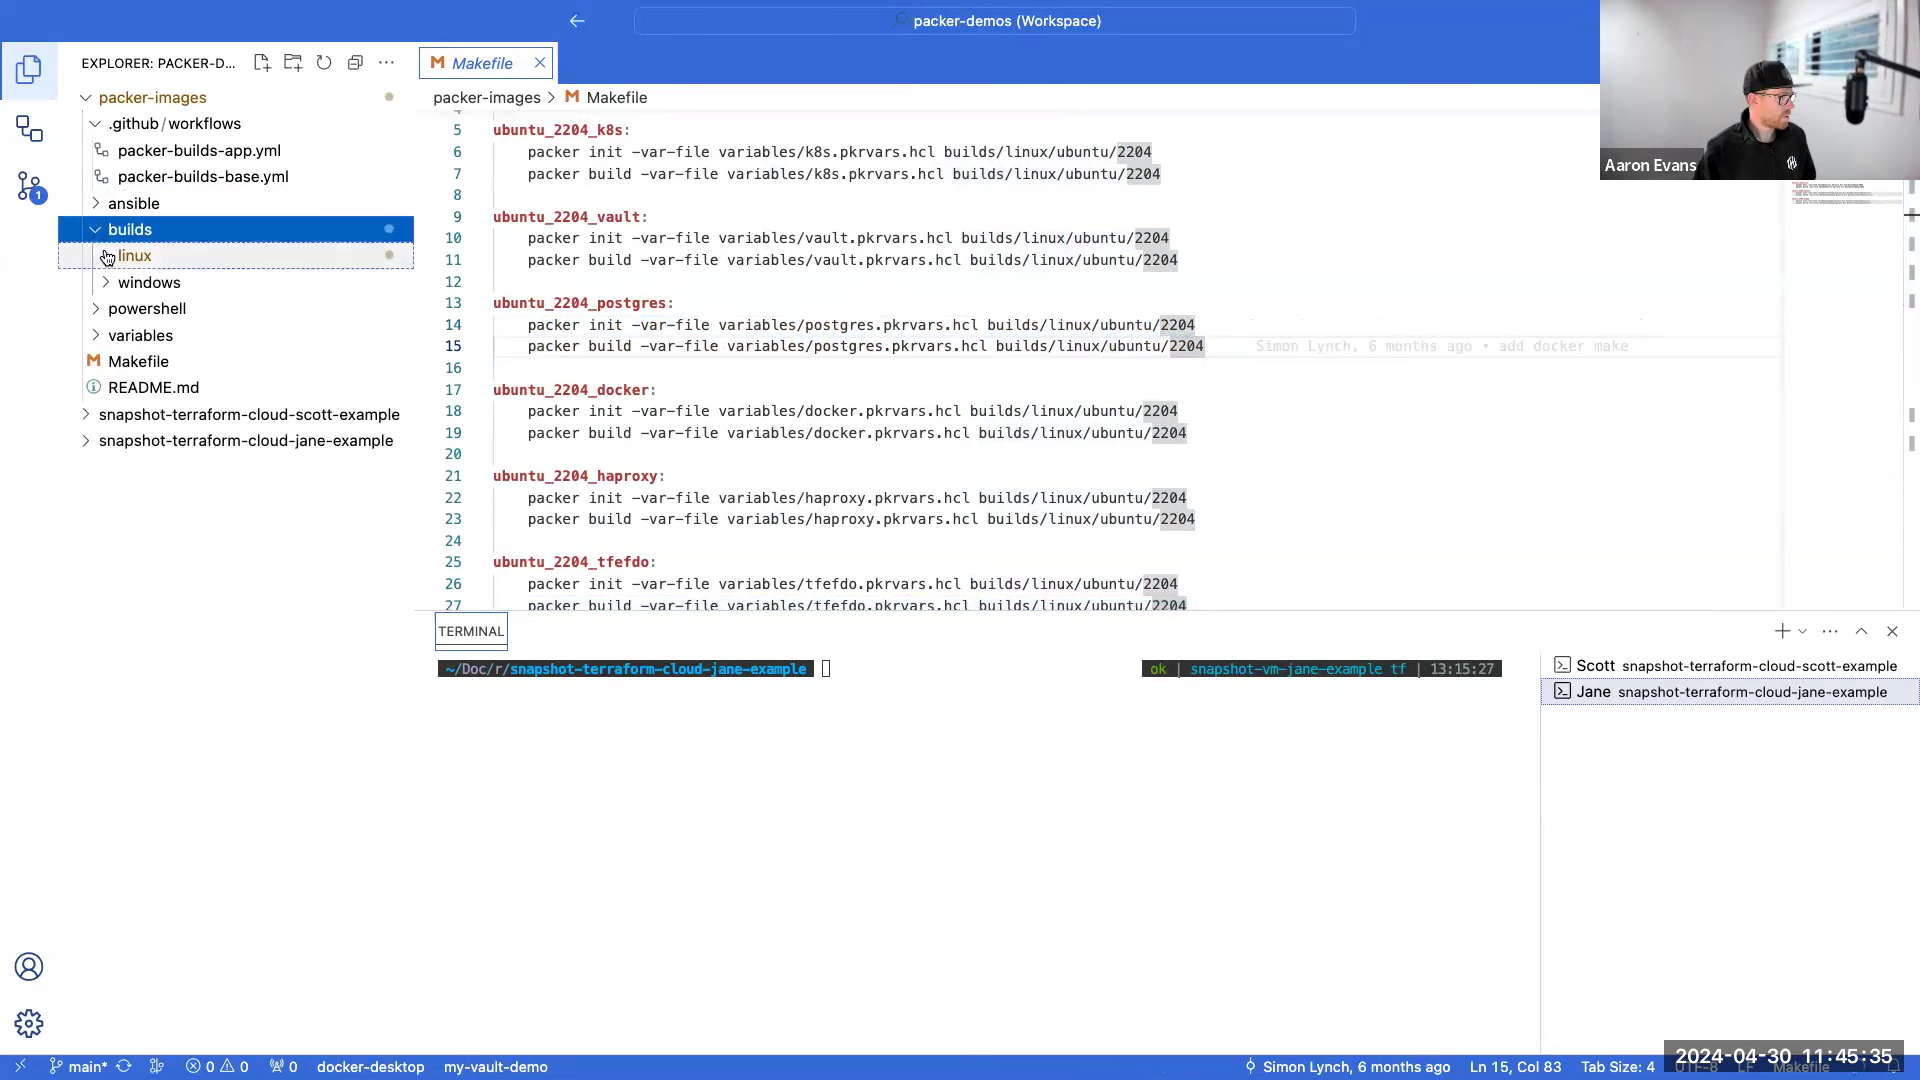 packer-demos (Workspace)
EXPLORER: PACKER-D...
Makefile
packer-images
.github/workflows
packer-builds-app.yml
packer-builds-base.yml
ansible
builds
linux
windows
powershell
variables
Makefile
README.md
snapshot-terraform-cloud-scott-example
snapshot-terraform-cloud-jane-example
packer-images > Makefile
5 ubuntu_2204_k8s:
6 packer init -var-file variables/k8s.pkrvars.hcl builds/linux/ubuntu/2204
7 packer build -var-file variables/k8s.pkrvars.hcl builds/linux/ubuntu/2204
8
9 ubuntu_2204_vault:
10 packer init -var-file variables/vault.pkrvars.hcl builds/linux/ubuntu/2204
11 packer build -var-file variables/vault.pkrvars.hcl builds/linux/ubuntu/2204
12
13 ubuntu_2204_postgres:
14 packer init -var-file variables/postgres.pkrvars.hcl builds/linux/ubuntu/2204
15 packer build -var-file variables/postgres.pkrvars.hcl builds/linux/ubuntu/2204 Simon Lynch, 6 months ago • add docker make
16
17 ubuntu_2204_docker:
18 packer init -var-file variables/docker.pkrvars.hcl builds/linux/ubuntu/2204
19 packer build -var-file variables/docker.pkrvars.hcl builds/linux/ubuntu/2204
20
21 ubuntu_2204_haproxy:
22 packer init -var-file variables/haproxy.pkrvars.hcl builds/linux/ubuntu/2204
23 packer build -var-file variables/haproxy.pkrvars.hcl builds/linux/ubuntu/2204
24
25 ubuntu_2204_tfefdo:
26 packer init -var-file variables/tfefdo.pkrvars.hcl builds/linux/ubuntu/2204
27 packer build -var-file variables/tfefdo.pkrvars.hcl builds/linux/ubuntu/2204
Aaron Evans
TERMINAL
~/Doc/r/snapshot-terraform-cloud-jane-example
ok | snapshot-vm-jane-example tf | 13:15:27
Scott snapshot-terraform-cloud-scott-example
Jane snapshot-terraform-cloud-jane-example
1
main* 0 0 0 docker-desktop my-vault-demo
Simon Lynch, 6 months ago Ln 15, Col 83 Tab Size: 4 UTF-8 LF Makefile
2024-04-30 11:45:35